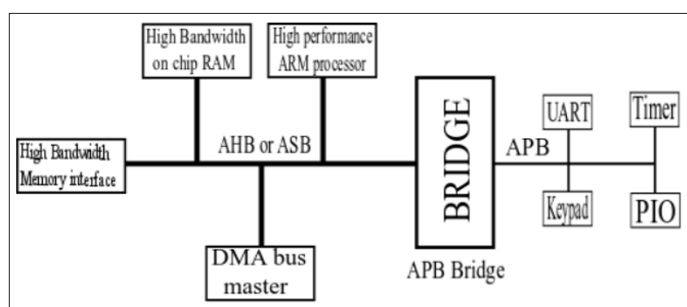 High Bandwidth
on chip RAM
High performance
ARM processor
High Bandwidth
Memory interface
AHB or ASB
DMA bus
master
BRIDGE
APB Bridge
APB
UART
Timer
Keypad
PIO